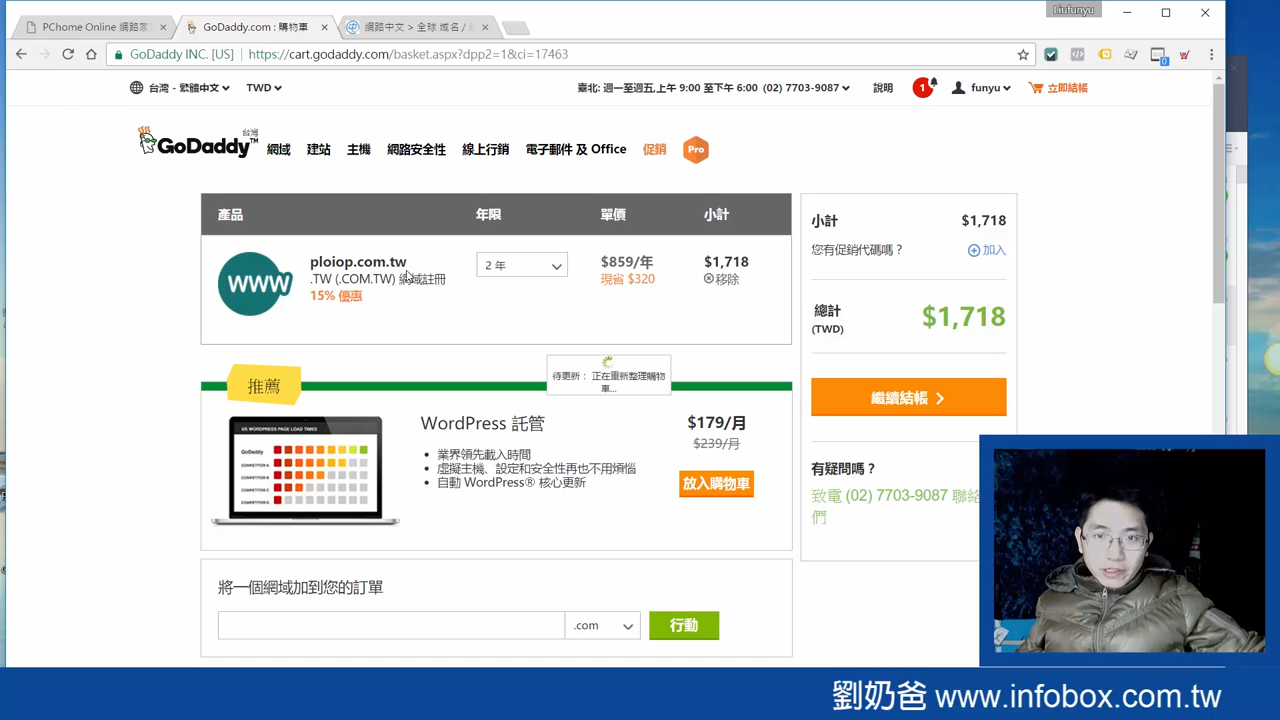 Liufunyu
PChome Online 網路家
GoDaddy.com : 購物車
網路中文 > 全球 域名 /
GoDaddy INC. [US]
https://cart.godaddy.com/basket.aspx?dpp2=1&ci=17463
台灣 - 繁體中文
TWD
臺北: 週一至週五,上午 9:00 至下午 6:00 (02) 7703-9087
說明
1
funyu
立即結帳
台灣
GoDaddy™
網域
建站
主機
網路安全性
線上行銷
電子郵件 及 Office
促銷
Pro
產品
年限
單價
小計
WWW
ploiop.com.tw
.TW (.COM.TW) 網域註冊
15% 優惠
2 年
$859/年
現省 $320
$1,718
移除
小計
$1,718
您有促銷代碼嗎？
加入
總計
(TWD)
$1,718
繼續結帳
有疑問嗎？
致電 (02) 7703-9087 聯絡
們
待更新： 正在重新整理購物
車...
推薦
US WORDPRESS PAGE LOAD TIMES
GoDaddy
COMPETITOR A
COMPETITOR B
COMPETITOR C
WordPress 託管
業界領先載入時間
虛擬主機、設定和安全性再也不用煩惱
自動 WordPress® 核心更新
$179/月
$239/月
放入購物車
將一個網域加到您的訂單
.com
行動
劉奶爸 www.infobox.com.tw